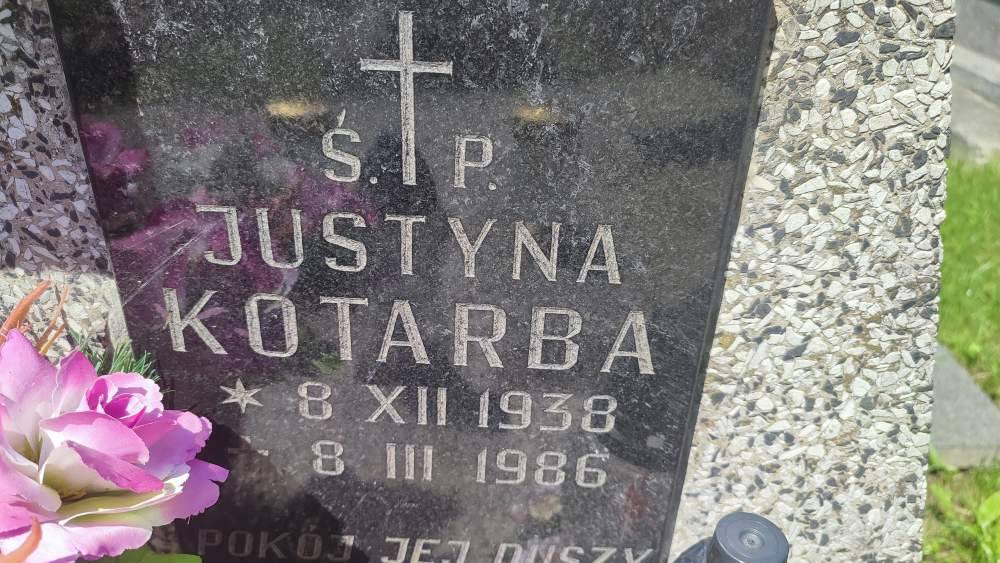 Ś. P.
JUSTYNA
KOTARBA
* 8 XII 1938
8 III 1986
POKÓJ JEJ DUSZY